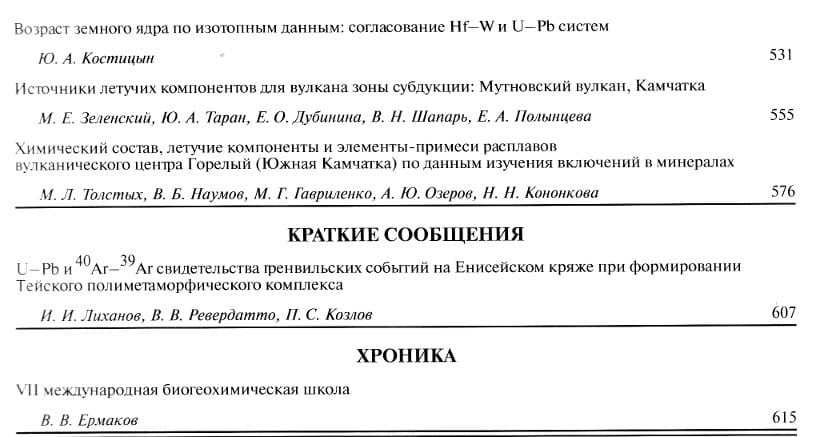 Возраст земного ядра по изотопным данным: согласование Hf–W и U–Pb систем
Ю. А. Костицын 531
Источники летучих компонентов для вулкана зоны субдукции: Мутновский вулкан, Камчатка
М. Е. Зеленский, Ю. А. Таран, Е. О. Дубинина, В. Н. Шапарь, Е. А. Полынцева 555
Химический состав, летучие компоненты и элементы-примеси расплавов
вулканического центра Горелый (Южная Камчатка) по данным изучения включений в минералах
М. Л. Толстых, В. Б. Наумов, М. Г. Гавриленко, А. Ю. Озеров, Н. Н. Кононкова 576
КРАТКИЕ СООБЩЕНИЯ
U–Pb и ⁴⁰Ar–³⁹Ar свидетельства гренвильских событий на Енисейском кряже при формировании
Тейского полиметаморфического комплекса
И. И. Лиханов, В. В. Ревердатто, П. С. Козлов 607
ХРОНИКА
VII международная биогеохимическая школа
В. В. Ермаков 615